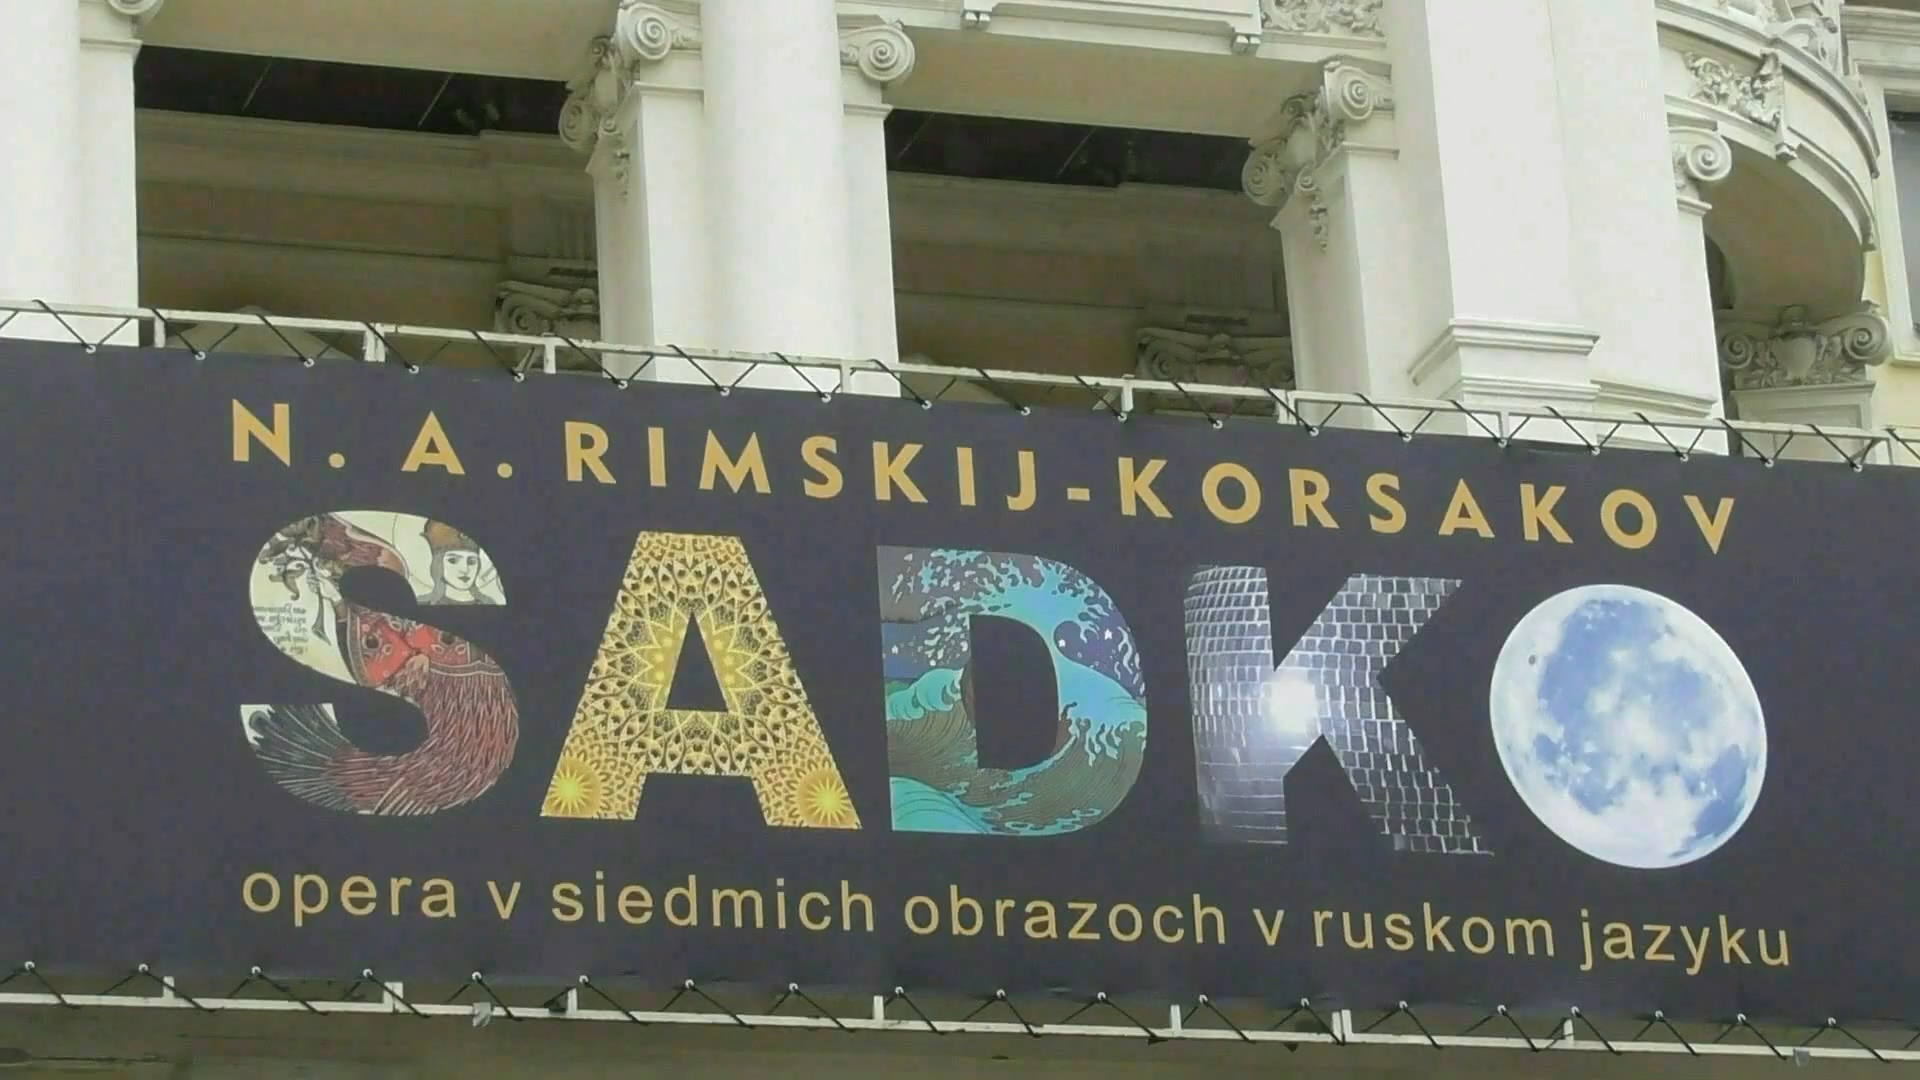 N. A. RIMSKIJ-KORSAKOV
SADKO
opera v siedmich obrazoch v ruskom jazyku